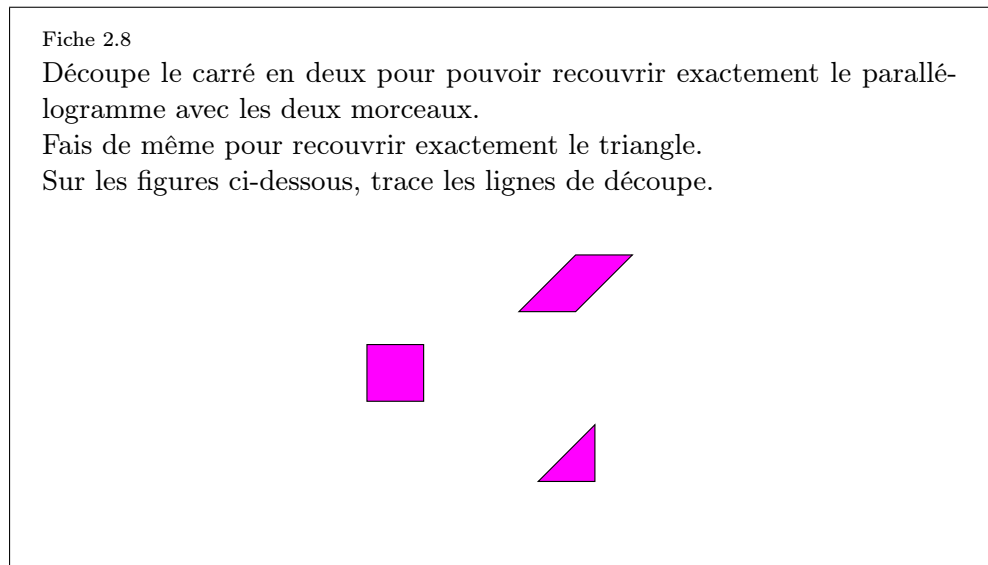 Fiche 2.8
Découpe le carré en deux pour pouvoir recouvrir exactement le parallé-
logramme avec les deux morceaux.
Fais de même pour recouvrir exactement le triangle.
Sur les figures ci-dessous, trace les lignes de découpe.